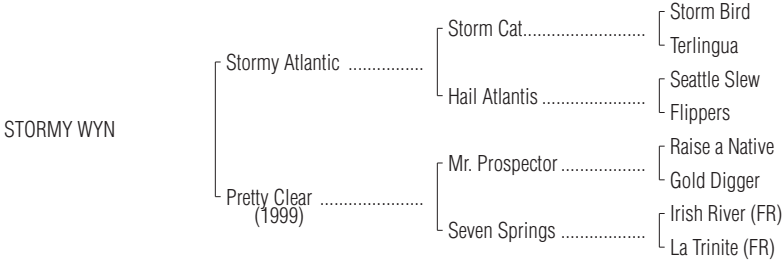 Storm Bird
Storm Cat..........................
Terlingua
Stormy Atlantic ................
Seattle Slew
Hail Atlantis ......................
Flippers
STORMY WYN
Raise a Native
Mr. Prospector ..................
Gold Digger
Pretty Clear ......................
(1999)
Irish River (FR)
Seven Springs ..................
La Trinite (FR)